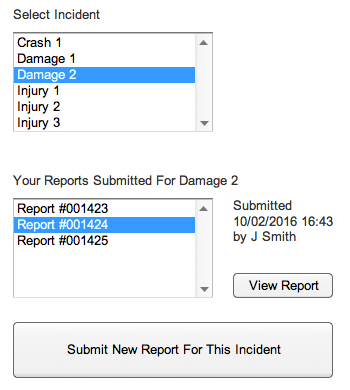 Select Incident
Crash 1
Damage 1
Damage 2
Injury 1
Injury 2
Injury 3
Your Reports Submitted For Damage 2
Report #001423
Report #001424
Report #001425
Submitted
10/02/2016 16:43
by J Smith
View Report
Submit New Report For This Incident